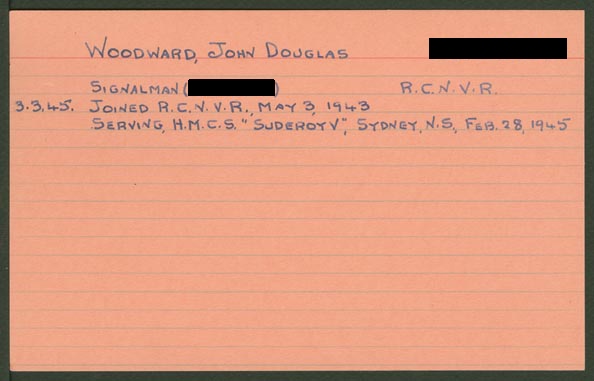 WOODWARD, JOHN DOUGLAS
SIGNALMAN ( ) R.C.N.V.R.
3.3.45. JOINED R.C.N.V.R., MAY 3, 1943
SERVING, H.M.C.S. "SUDEROY V", SYDNEY, N.S., FEB. 28, 1945